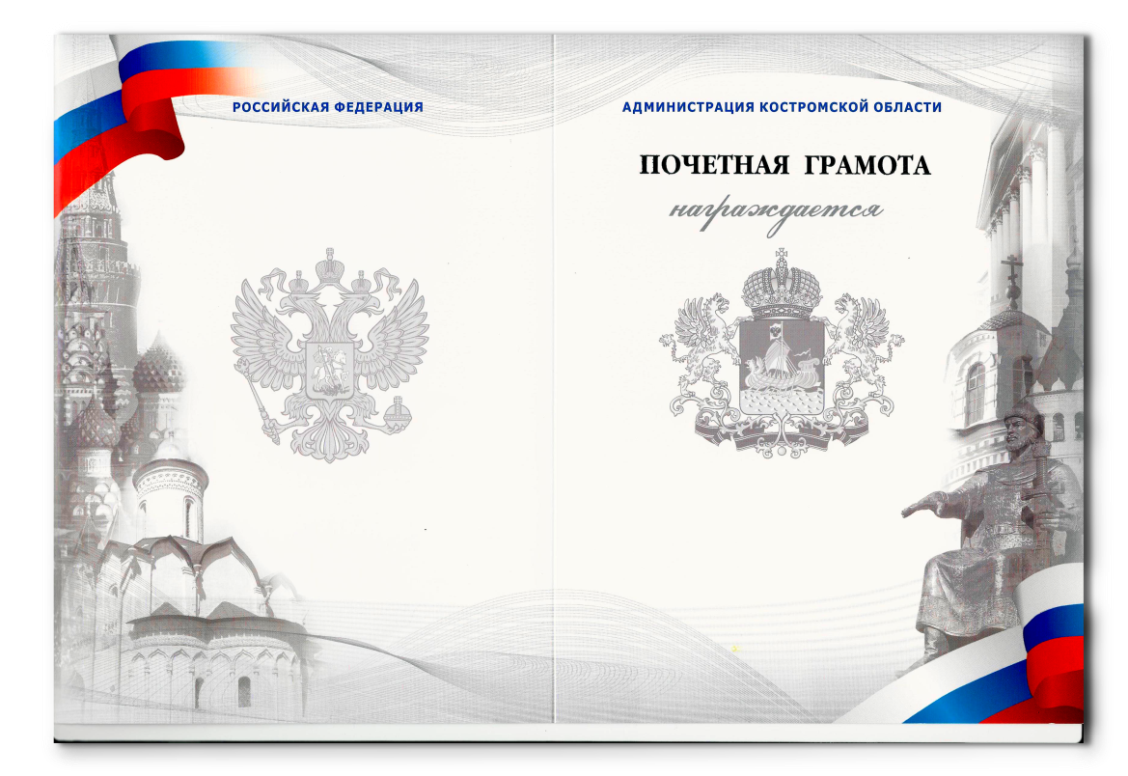 РОССИЙСКАЯ ФЕДЕРАЦИЯ
АДМИНИСТРАЦИЯ КОСТРОМСКОЙ ОБЛАСТИ
ПОЧЕТНАЯ ГРАМОТА
награждается